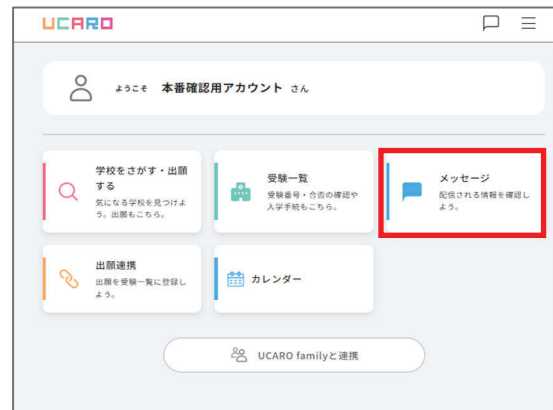 UCARO
ようこそ 本番確認用アカウント さん
学校をさがす・出願
する
気になる学校を見つけよ
う。出願もこちら。
受験一覧
受験番号・合否の確認や
入学手続もこちら。
メッセージ
配信される情報を確認し
よう。
出願連携
出願を受験一覧に登録し
よう。
カレンダー
UCARO familyと連携